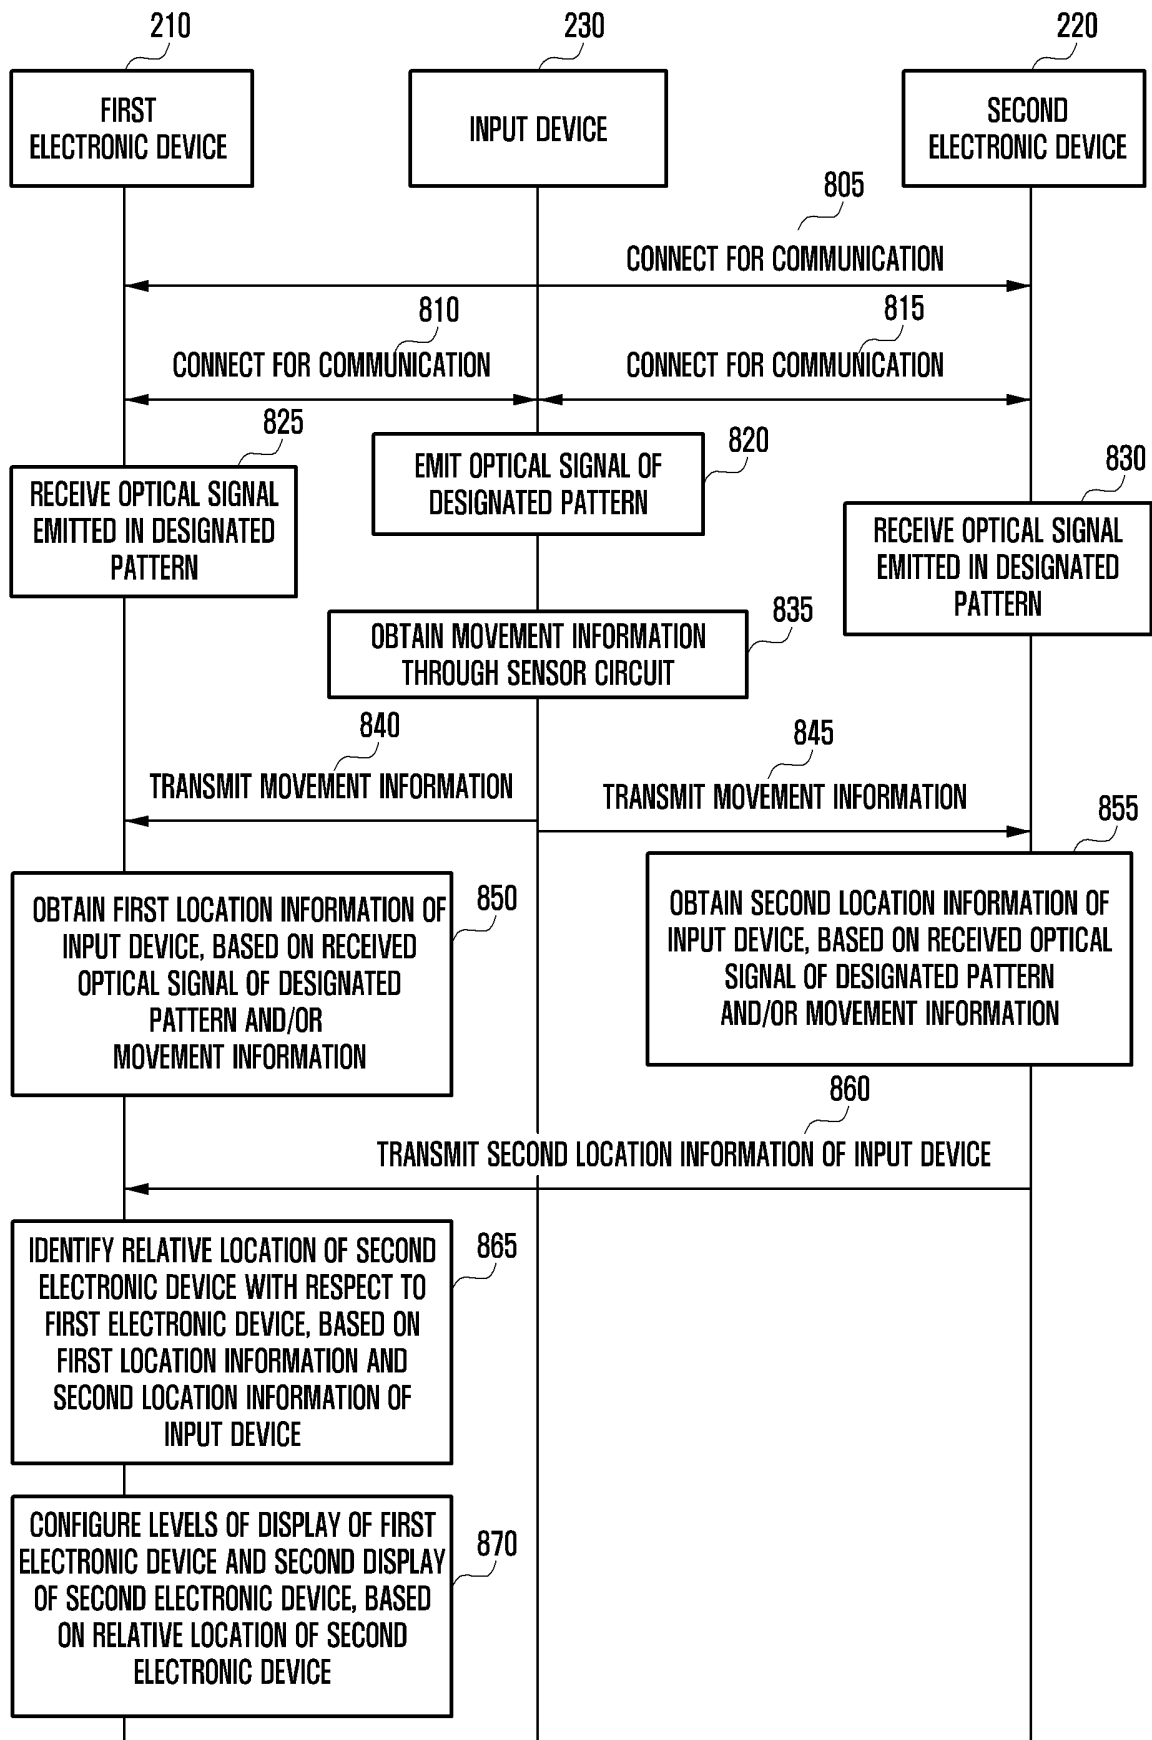 210
230
220
FIRST
ELECTRONIC DEVICE
INPUT DEVICE
SECOND
ELECTRONIC DEVICE
805
CONNECT FOR COMMUNICATION
810
815
CONNECT FOR COMMUNICATION
CONNECT FOR COMMUNICATION
825
RECEIVE OPTICAL SIGNAL
EMITTED IN DESIGNATED
PATTERN
820
EMIT OPTICAL SIGNAL OF
DESIGNATED PATTERN
830
RECEIVE OPTICAL SIGNAL
EMITTED IN DESIGNATED
PATTERN
835
OBTAIN MOVEMENT INFORMATION
THROUGH SENSOR CIRCUIT
840
TRANSMIT MOVEMENT INFORMATION
845
TRANSMIT MOVEMENT INFORMATION
850
OBTAIN FIRST LOCATION INFORMATION OF
INPUT DEVICE, BASED ON RECEIVED
OPTICAL SIGNAL OF DESIGNATED
PATTERN AND/OR
MOVEMENT INFORMATION
855
OBTAIN SECOND LOCATION INFORMATION OF
INPUT DEVICE, BASED ON RECEIVED OPTICAL
SIGNAL OF DESIGNATED PATTERN
AND/OR MOVEMENT INFORMATION
860
TRANSMIT SECOND LOCATION INFORMATION OF INPUT DEVICE
865
IDENTIFY RELATIVE LOCATION OF SECOND
ELECTRONIC DEVICE WITH RESPECT TO
FIRST ELECTRONIC DEVICE, BASED ON
FIRST LOCATION INFORMATION AND
SECOND LOCATION INFORMATION OF
INPUT DEVICE
870
CONFIGURE LEVELS OF DISPLAY OF FIRST
ELECTRONIC DEVICE AND SECOND DISPLAY
OF SECOND ELECTRONIC DEVICE, BASED
ON RELATIVE LOCATION OF SECOND
ELECTRONIC DEVICE